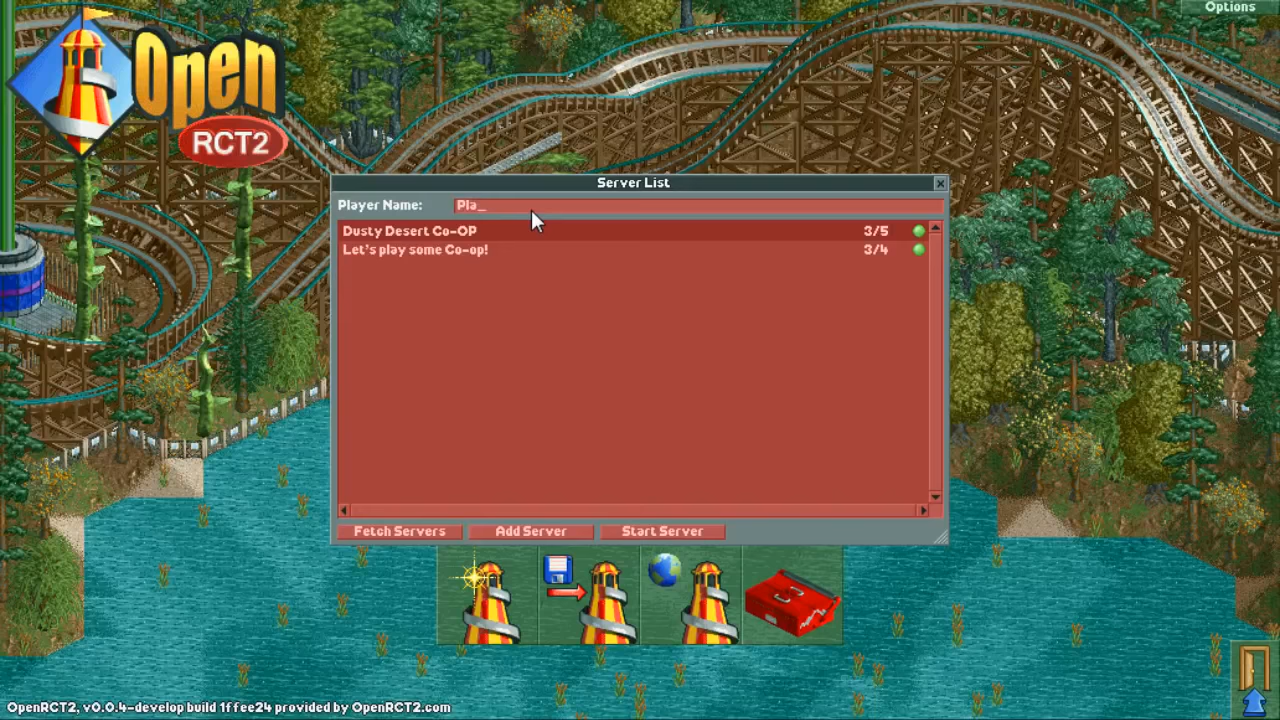 Options
Open
RCT2
Server List
Player Name: Pla_
Dusty Desert Co-OP 3/5
Let's play some Co-op! 3/4
Fetch Servers Add Server Start Server
OpenRCT2, v0.0.4-develop build 1ffee24 provided by OpenRCT2.com